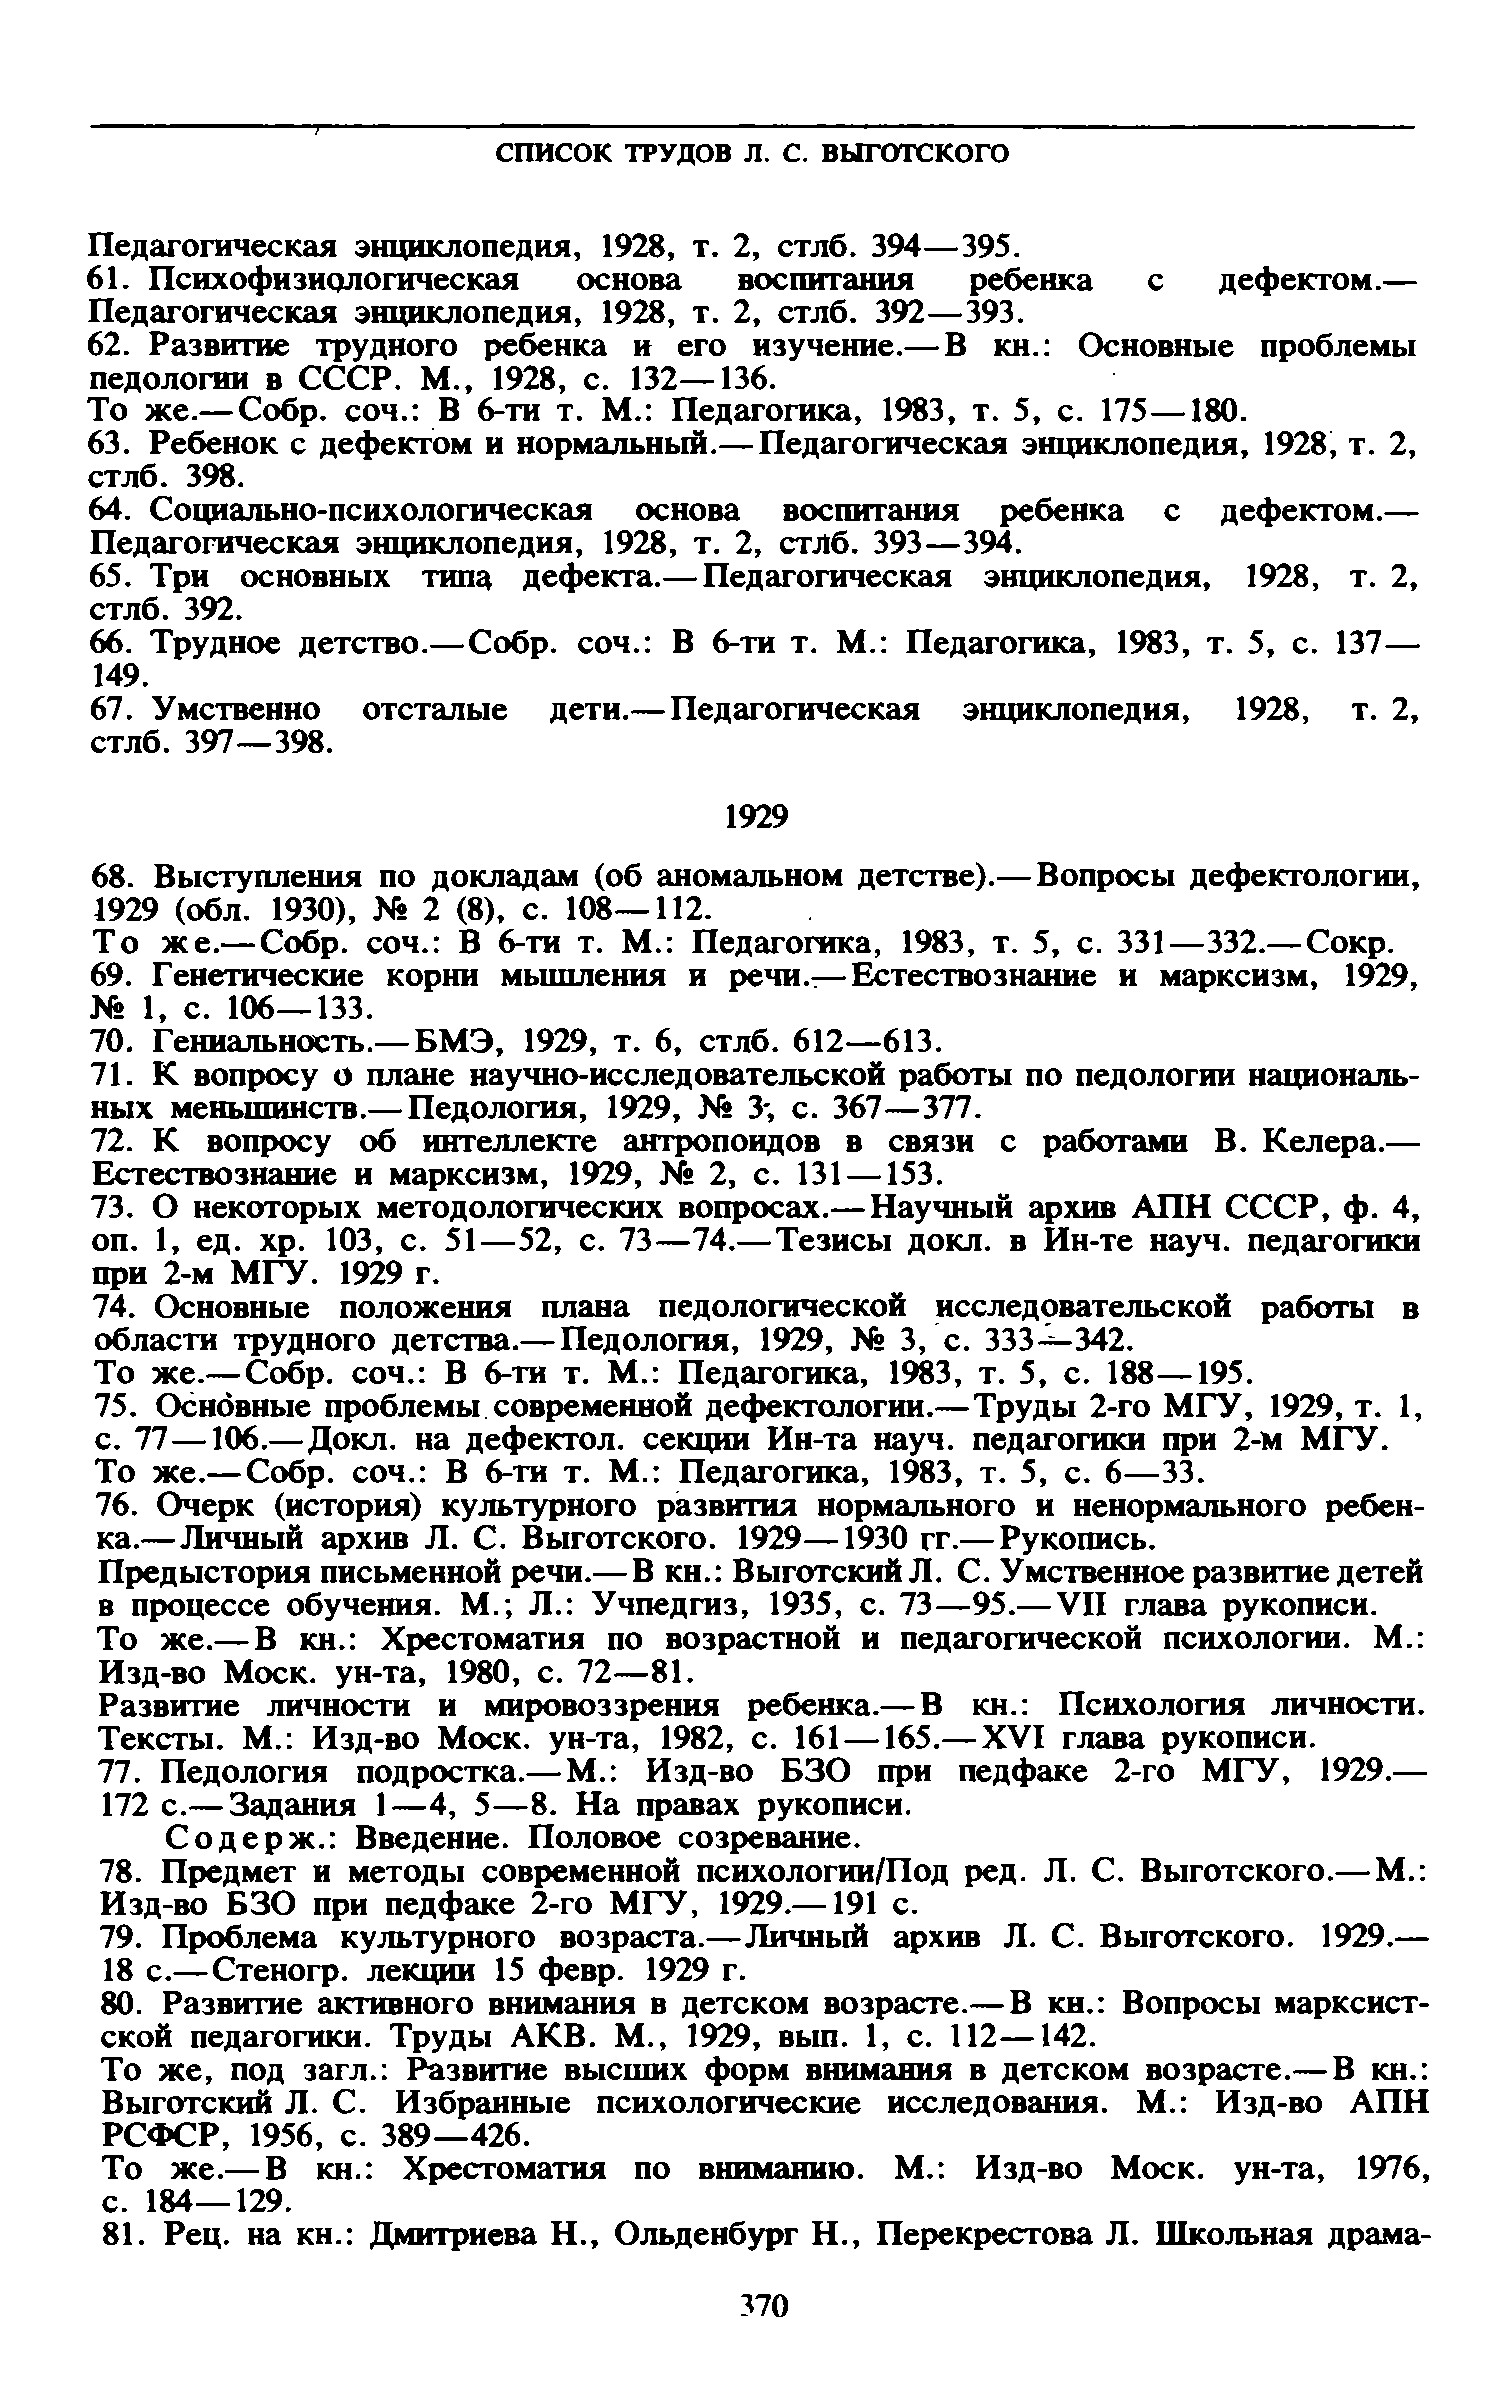 СПИСОК ТРУДОВ Л. С. ВЫГОТСКОГО
Педагогическая энциклопедия, 1928, т. 2, стлб. 394—395.
61. Психофизиологическая основа воспитания ребенка с дефектом.—
Педагогическая энциклопедия, 1928, т. 2, стлб. 392—393.
62. Развитие трудного ребенка и его изучение.—В кн.: Основные проблемы
педологии в СССР. М., 1928, с. 132—136.
То же.—Собр. соч.: В 6-ти т. М.: Педагогика, 1983, т. 5, с. 175—180.
63. Ребенок с дефектом и нормальный.—Педагогическая энциклопедия, 1928, т. 2,
стлб. 398.
64. Социально-психологическая основа воспитания ребенка с дефектом.—
Педагогическая энциклопедия, 1928, т. 2, стлб. 393—394.
65. Три основных типа дефекта.—Педагогическая энциклопедия, 1928, т. 2,
стлб. 392.
66. Трудное детство.—Собр. соч.: В 6-ти т. М.: Педагогика, 1983, т. 5, с. 137—
149.
67. Умственно отсталые дети.—Педагогическая энциклопедия, 1928, т. 2,
стлб. 397—398.
1929
68. Выступления по докладам (об аномальном детстве).—Вопросы дефектологии,
1929 (обл. 1930), № 2 (8), с. 108—112.
То же.—Собр. соч.: В 6-ти т. М.: Педагогика, 1983, т. 5, с. 331—332.—Сокр.
69. Генетические корни мышления и речи.—Естествознание и марксизм, 1929,
№ 1, с. 106—133.
70. Гениальность.—БМЭ, 1929, т. 6, стлб. 612—613.
71. К вопросу о плане научно-исследовательской работы по педологии националь-
ных меньшинств.—Педология, 1929, № 3, с. 367—377.
72. К вопросу об интеллекте антропоидов в связи с работами В. Келера.—
Естествознание и марксизм, 1929, № 2, с. 131—153.
73. О некоторых методологических вопросах.—Научный архив АПН СССР, ф. 4,
оп. 1, ед. хр. 103, с. 51—52, с. 73—74.—Тезисы докл. в Ин-те науч. педагогики
при 2-м МГУ. 1929 г.
74. Основные положения плана педологической исследовательской работы в
области трудного детства.—Педология, 1929, № 3, с. 333—342.
То же.—Собр. соч.: В 6-ти т. М.: Педагогика, 1983, т. 5, с. 188—195.
75. Основные проблемы современной дефектологии.—Труды 2-го МГУ, 1929, т. 1,
с. 77—106.—Докл. на дефектол. секции Ин-та науч. педагогики при 2-м МГУ.
То же.—Собр. соч.: В 6-ти т. М.: Педагогика, 1983, т. 5, с. 6—33.
76. Очерк (история) культурного развития нормального и ненормального ребен-
ка.—Личный архив Л. С. Выготского. 1929—1930 гг.—Рукопись.
Предыстория письменной речи.—В кн.: Выготский Л. С. Умственное развитие детей
в процессе обучения. М.; Л.: Учпедгиз, 1935, с. 73—95.—VII глава рукописи.
То же.—В кн.: Хрестоматия по возрастной и педагогической психологии. М.:
Изд-во Моск. ун-та, 1980, с. 72—81.
Развитие личности и мировоззрения ребенка.—В кн.: Психология личности.
Тексты. М.: Изд-во Моск. ун-та, 1982, с. 161—165.—XVI глава рукописи.
77. Педология подростка.—М.: Изд-во БЗО при педфаке 2-го МГУ, 1929.—
172 с.—Задания 1—4, 5—8. На правах рукописи.
Содерж.: Введение. Половое созревание.
78. Предмет и методы современной психологии/Под ред. Л. С. Выготского.—М.:
Изд-во БЗО при педфаке 2-го МГУ, 1929.—191 с.
79. Проблема культурного возраста.—Личный архив Л. С. Выготского. 1929.—
18 с.—Стеногр. лекции 15 февр. 1929 г.
80. Развитие активного внимания в детском возрасте.—В кн.: Вопросы марксист-
ской педагогики. Труды АКВ. М., 1929, вып. 1, с. 112—142.
То же, под загл.: Развитие высших форм внимания в детском возрасте.—В кн.:
Выготский Л. С. Избранные психологические исследования. М.: Изд-во АПН
РСФСР, 1956, с. 389—426.
То же.—В кн.: Хрестоматия по вниманию. М.: Изд-во Моск. ун-та, 1976,
с. 184—129.
81. Рец. на кн.: Дмитриева Н., Ольденбург Н., Перекрестова Л. Школьная драма-
370